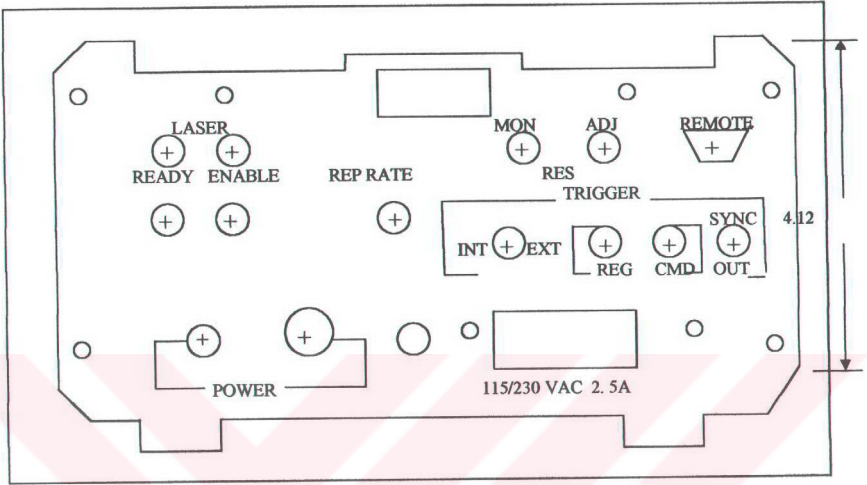 LASER
MON ADJ REMOTE
READY ENABLE REP RATE RES
TRIGGER
SYNC 4.12
INT EXT REG CMD OUT
POWER 115/230 VAC 2. 5A